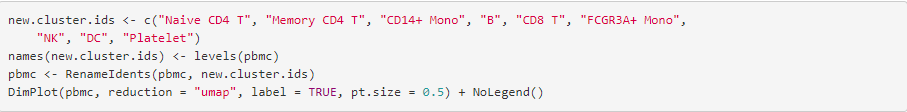 new.cluster.ids <- c("Naive CD4 T", "Memory CD4 T", "CD14+ Mono", "B", "CD8 T", "FCGR3A+ Mono",
    "NK", "DC", "Platelet")
names(new.cluster.ids) <- levels(pbmc)
pbmc <- RenameIdents(pbmc, new.cluster.ids)
DimPlot(pbmc, reduction = "umap", label = TRUE, pt.size = 0.5) + NoLegend()